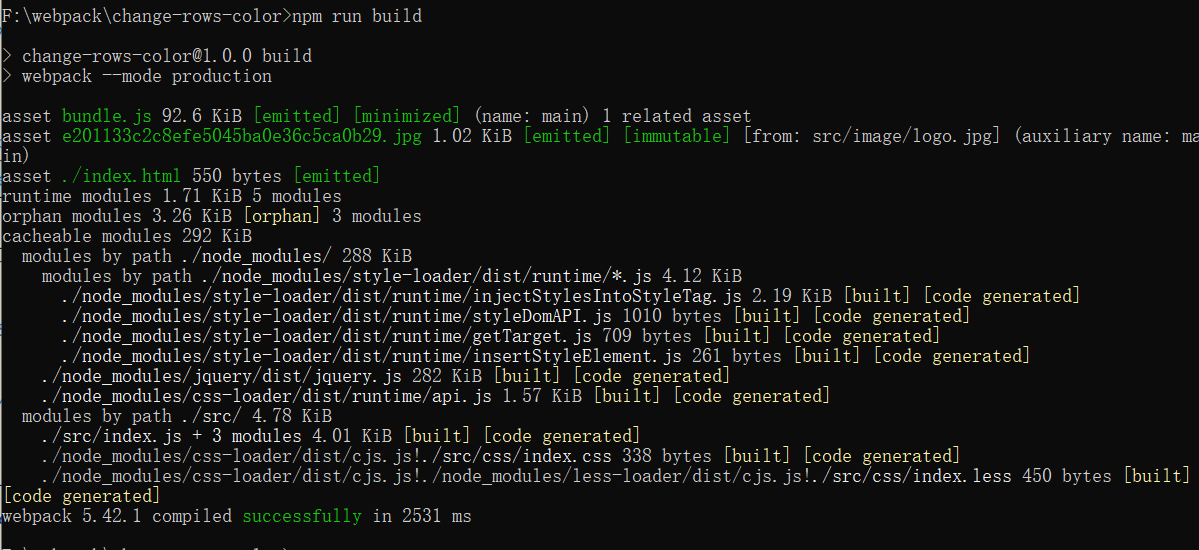 F:\webpack\change-rows-color>npm run build
> change-rows-color@1.0.0 build
> webpack --mode production
asset bundle.js 92.6 KiB [emitted] [minimized] (name: main) 1 related asset
asset e201133c2c8efe5045ba0e36c5ca0b29.jpg 1.02 KiB [emitted] [immutable] [from: src/image/logo.jpg] (auxiliary name: ma
in)
asset ./index.html 550 bytes [emitted]
runtime modules 1.71 KiB 5 modules
orphan modules 3.26 KiB [orphan] 3 modules
cacheable modules 292 KiB
  modules by path ./node_modules/ 288 KiB
    modules by path ./node_modules/style-loader/dist/runtime/*.js 4.12 KiB
      ./node_modules/style-loader/dist/runtime/injectStylesIntoStyleTag.js 2.19 KiB [built] [code generated]
      ./node_modules/style-loader/dist/runtime/styleDomAPI.js 1010 bytes [built] [code generated]
      ./node_modules/style-loader/dist/runtime/getTarget.js 709 bytes [built] [code generated]
      ./node_modules/style-loader/dist/runtime/insertStyleElement.js 261 bytes [built] [code generated]
    ./node_modules/jquery/dist/jquery.js 282 KiB [built] [code generated]
    ./node_modules/css-loader/dist/runtime/api.js 1.57 KiB [built] [code generated]
  modules by path ./src/ 4.78 KiB
    ./src/index.js + 3 modules 4.01 KiB [built] [code generated]
    ./node_modules/css-loader/dist/cjs.js!./src/css/index.css 338 bytes [built] [code generated]
    ./node_modules/css-loader/dist/cjs.js!./node_modules/less-loader/dist/cjs.js!./src/css/index.less 450 bytes [built]
[code generated]
webpack 5.42.1 compiled successfully in 2531 ms